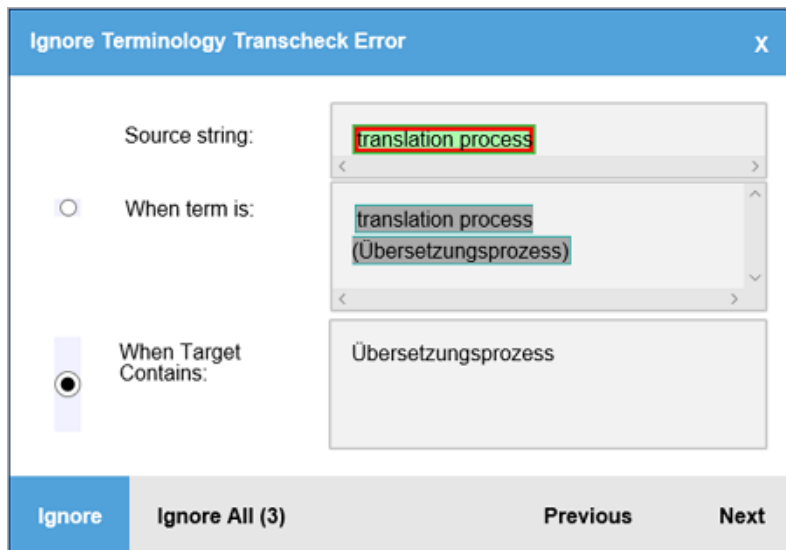 Ignore Terminology Transcheck Error X
Source string: translation process
When term is: translation process
(Übersetzungsprozess)
When Target
Contains:
Übersetzungsprozess
Ignore Ignore All (3) Previous Next